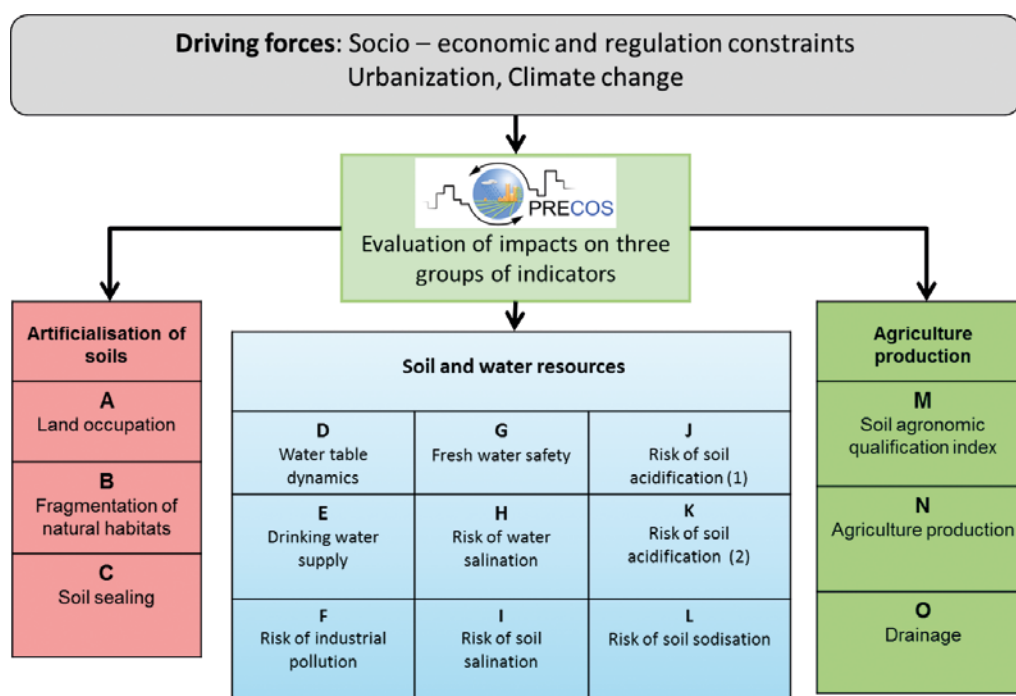 Driving forces: Socio – economic and regulation constraints
Urbanization, Climate change
PRECOS
Evaluation of impacts on three
groups of indicators
Artificialisation of
soils
A
Land occupation
B
Fragmentation of
natural habitats
C
Soil sealing
Soil and water resources
D
Water table
dynamics
G
Fresh water safety
J
Risk of soil
acidification (1)
E
Drinking water
supply
H
Risk of water
salination
K
Risk of soil
acidification (2)
F
Risk of industrial
pollution
I
Risk of soil
salination
L
Risk of soil sodisation
Agriculture
production
M
Soil agronomic
qualification index
N
Agriculture production
O
Drainage